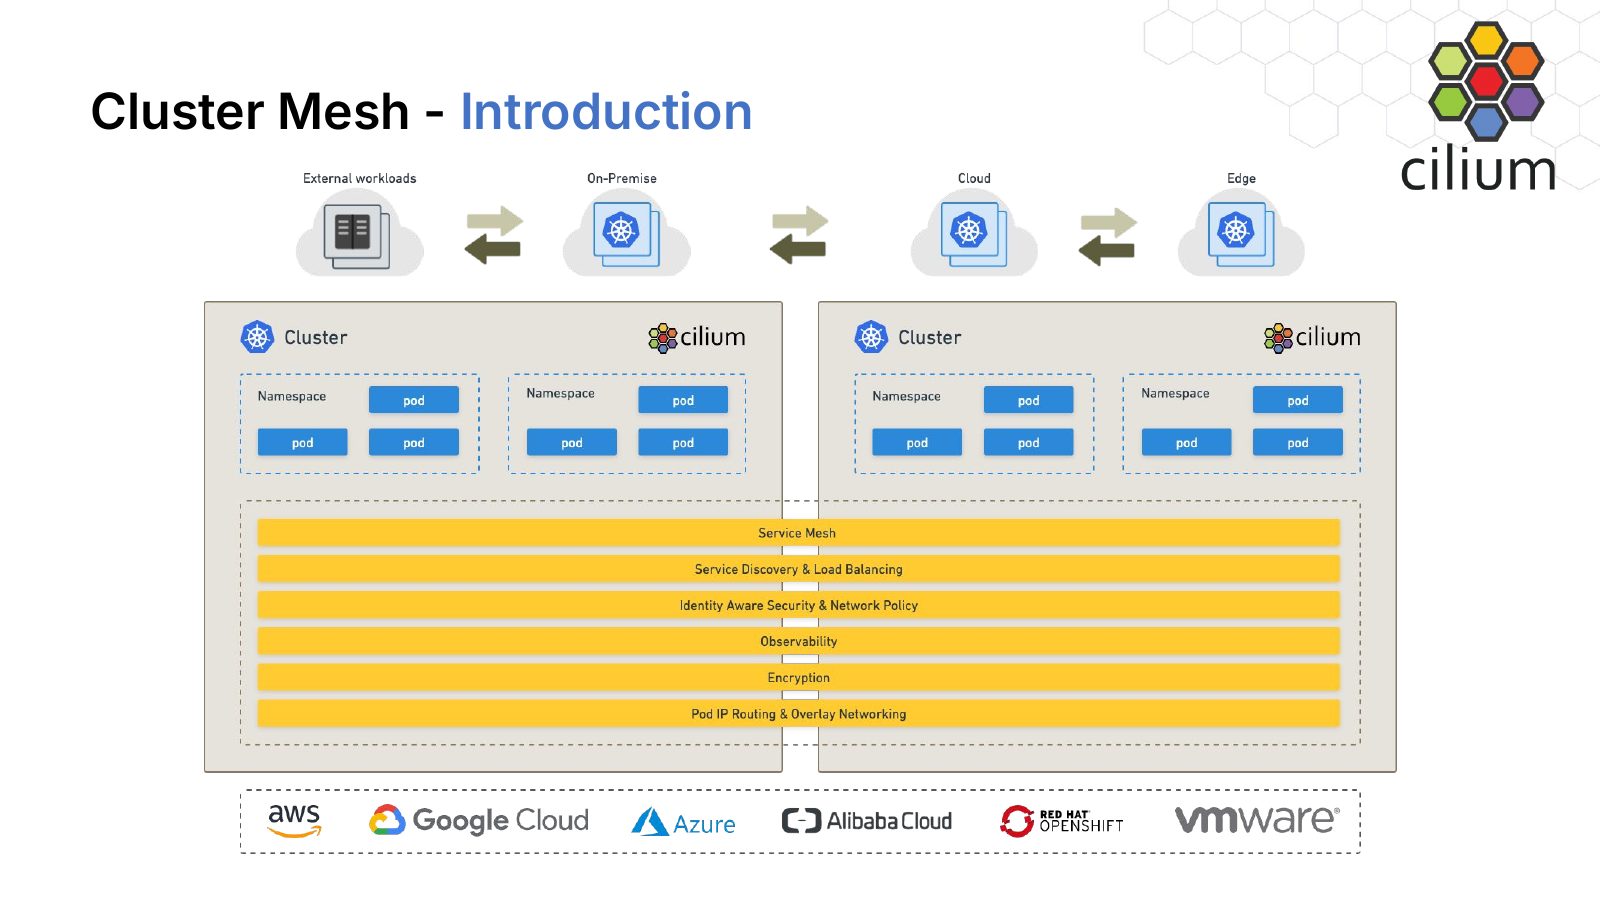 Cluster Mesh - Introduction
cilium
External workloads
On-Premise
Cloud
Edge
Cluster
cilium
Namespace
pod
pod
pod
Namespace
pod
pod
pod
Cluster
cilium
Namespace
pod
pod
pod
Namespace
pod
pod
pod
Service Mesh
Service Discovery & Load Balancing
Identity Aware Security & Network Policy
Observability
Encryption
Pod IP Routing & Overlay Networking
aws
Google Cloud
Azure
Alibaba Cloud
RED HAT®
OPENSHIFT
vmware®